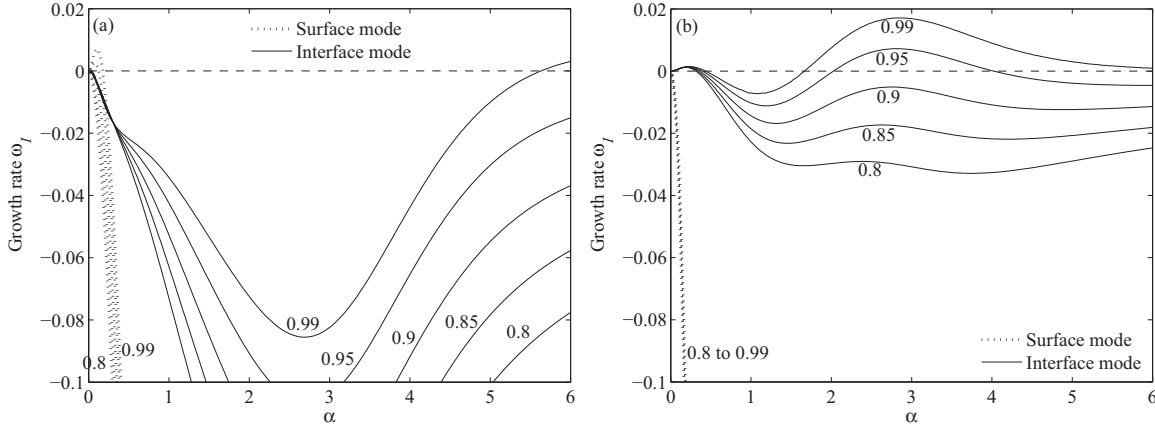 (a)
Surface mode
Interface mode
0.02
0
−0.02
−0.04
−0.06
−0.08
−0.1
Growth rate ω_I
0.99
0.95
0.9
0.85
0.8
0.8
0.99
0 1 2 3 4 5 6
α
(b)
0.02
0
−0.02
−0.04
−0.06
−0.08
−0.1
Growth rate ω_I
0.99
0.95
0.9
0.85
0.8
0.8 to 0.99
Surface mode
Interface mode
0 1 2 3 4 5 6
α